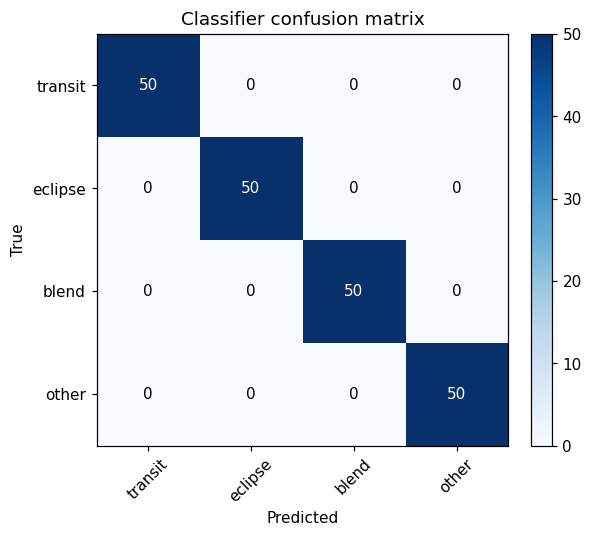 Classifier confusion matrix
True
transit 50 0 0 0
eclipse 0 50 0 0
blend 0 0 50 0
other 0 0 0 50
transit eclipse blend other
Predicted
50
40
30
20
10
0